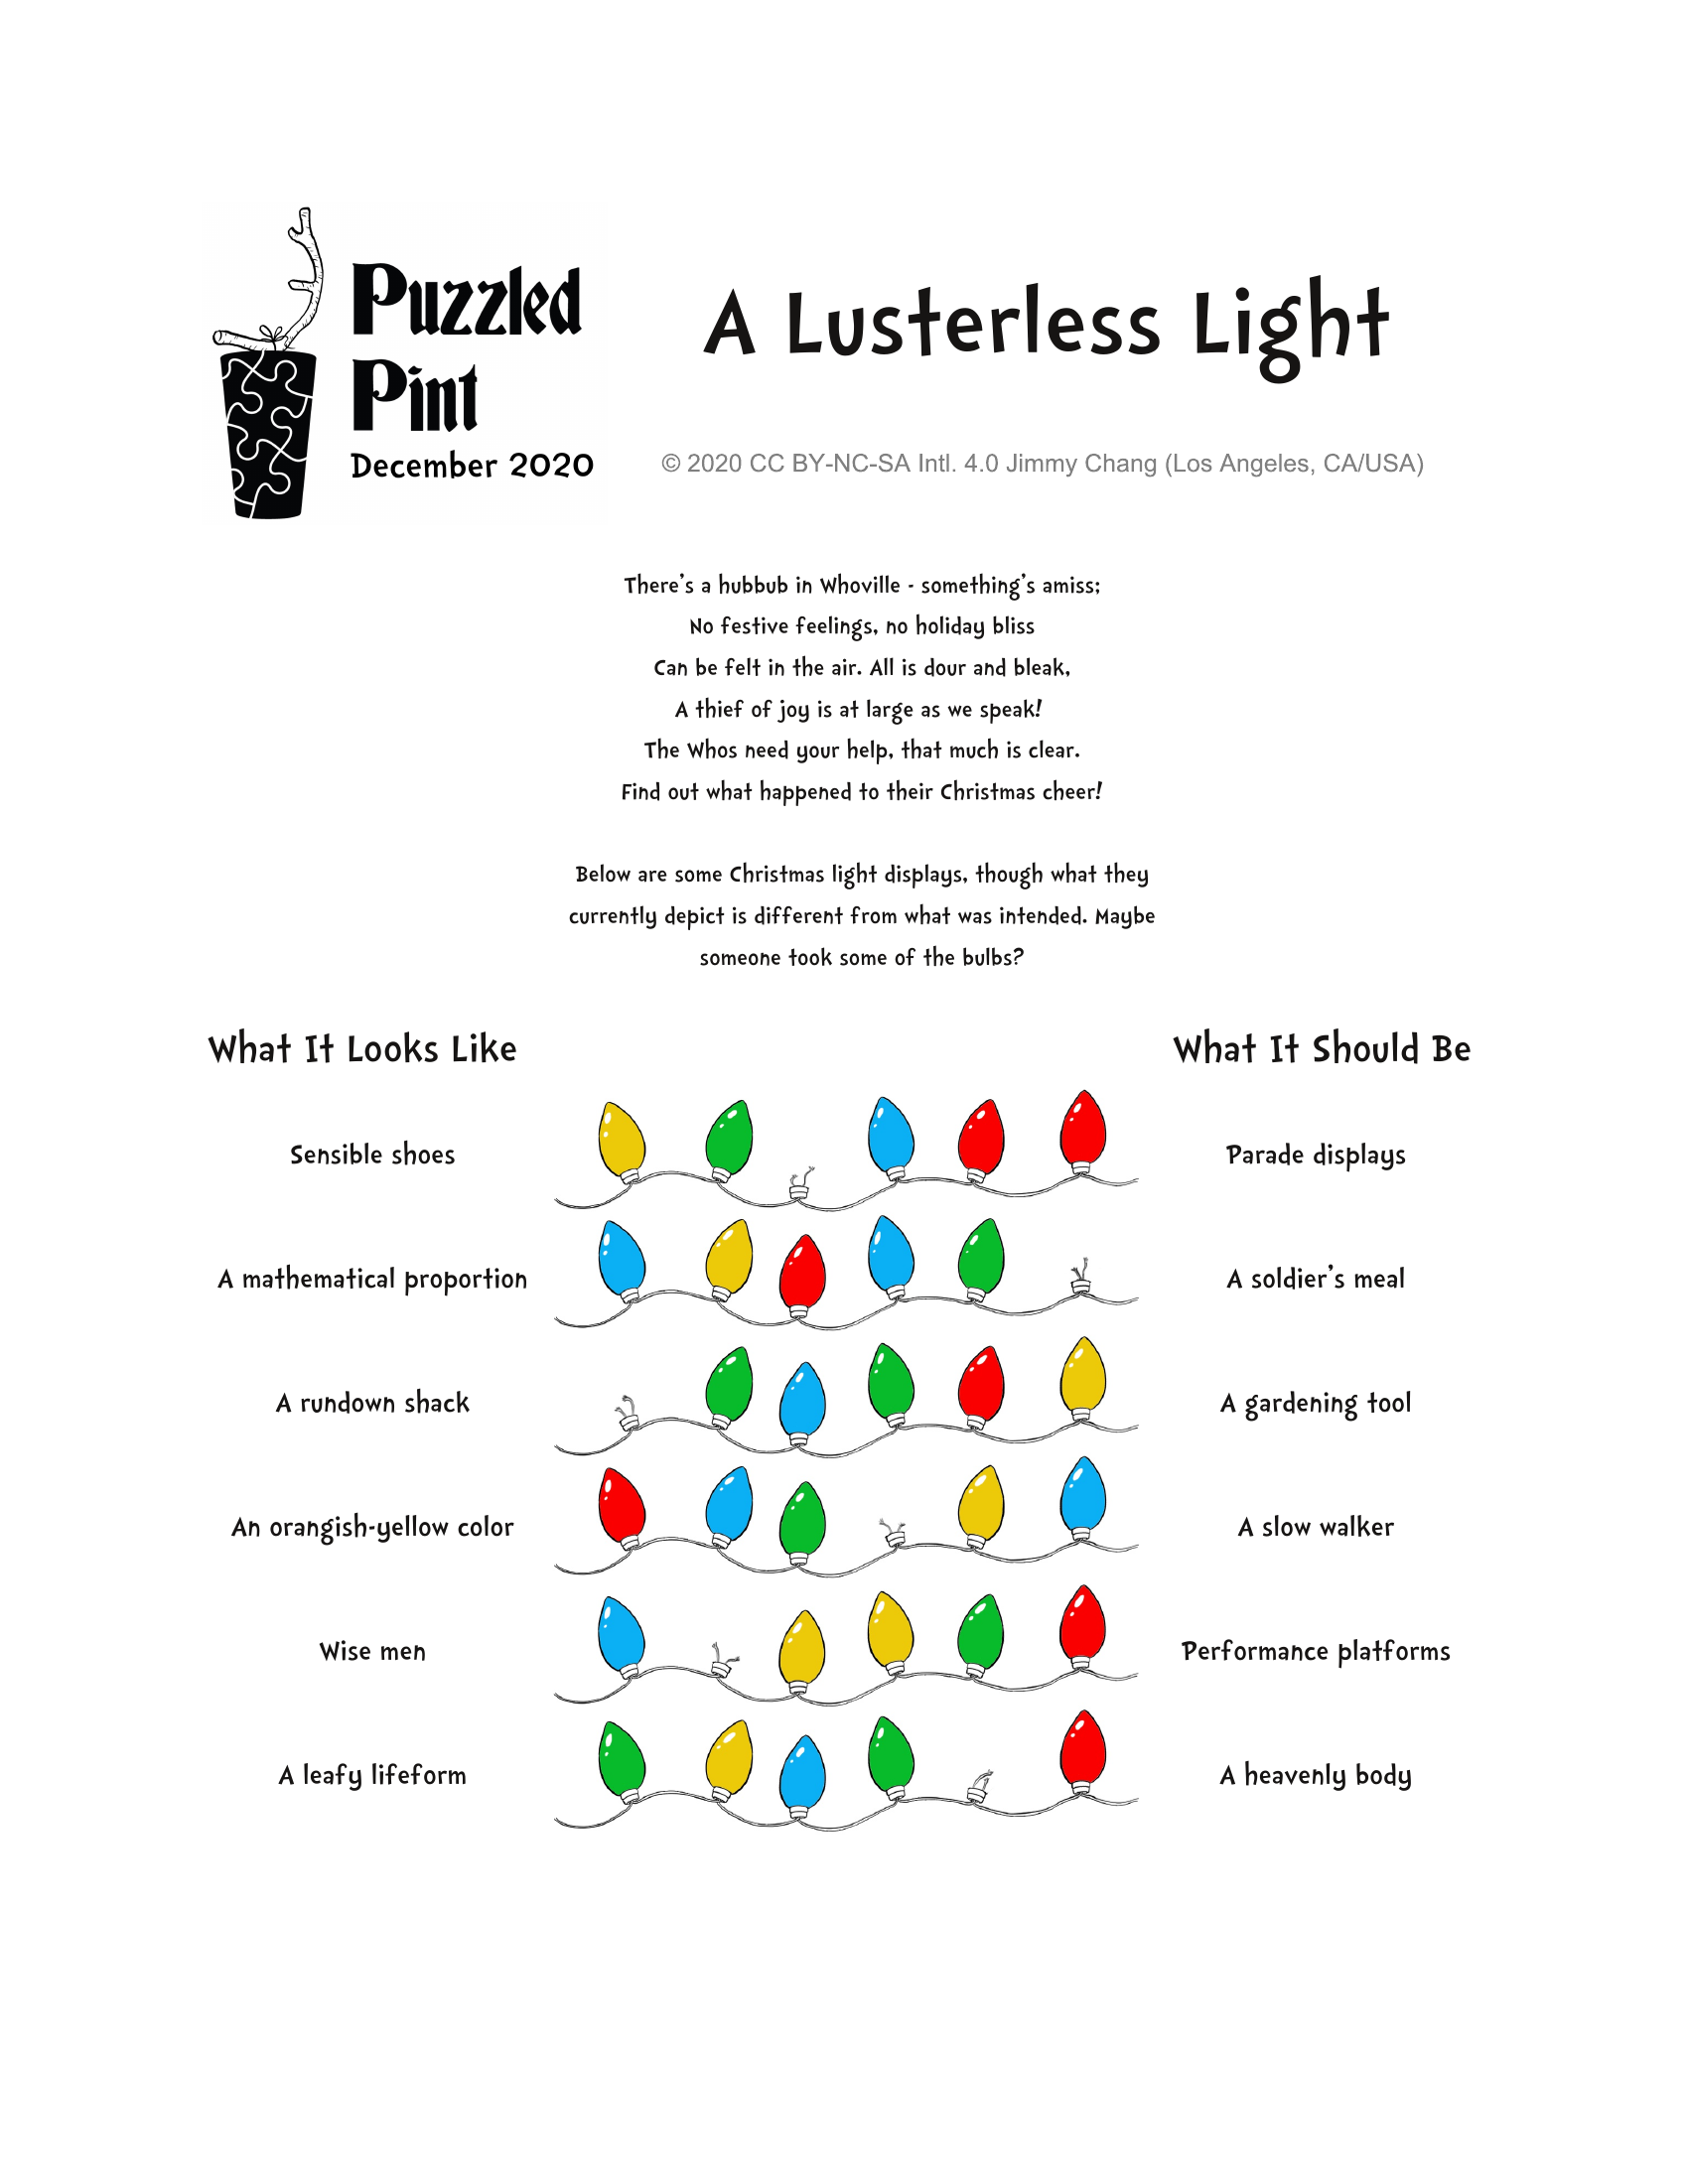 Puzzled
Pint
December 2020
A Lusterless Light
© 2020 CC BY-NC-SA Intl. 4.0 Jimmy Chang (Los Angeles, CA/USA)
There's a hubbub in Whoville - something's amiss;
No festive feelings, no holiday bliss
Can be felt in the air. All is dour and bleak,
A thief of joy is at large as we speak!
The Whos need your help, that much is clear.
Find out what happened to their Christmas cheer!
Below are some Christmas light displays, though what they
currently depict is different from what was intended. Maybe
someone took some of the bulbs?
What It Looks Like
What It Should Be
Sensible shoes
Parade displays
A mathematical proportion
A soldier's meal
A rundown shack
A gardening tool
An orangish-yellow color
A slow walker
Wise men
Performance platforms
A leafy lifeform
A heavenly body